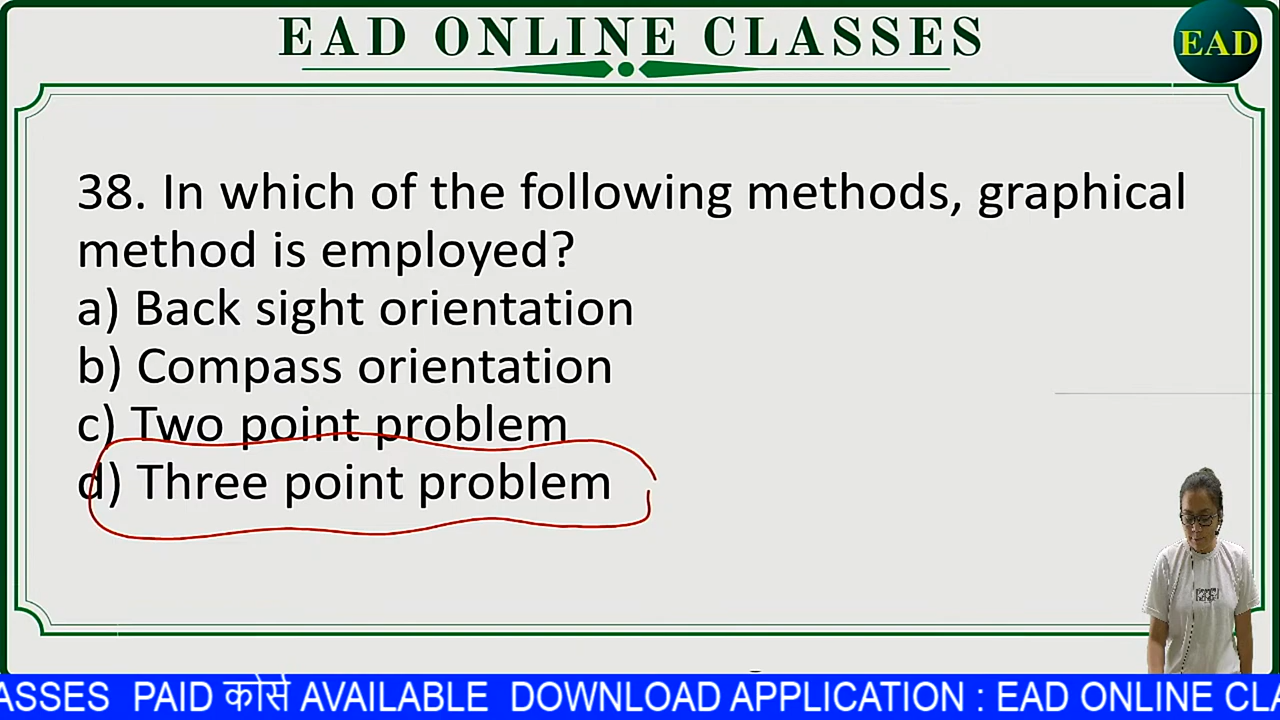 EAD ONLINE CLASSES
EAD
38. In which of the following methods, graphical
method is employed?
a) Back sight orientation
b) Compass orientation
c) Two point problem
d) Three point problem
ASSES PAID कोर्स AVAILABLE DOWNLOAD APPLICATION : EAD ONLINE CLA